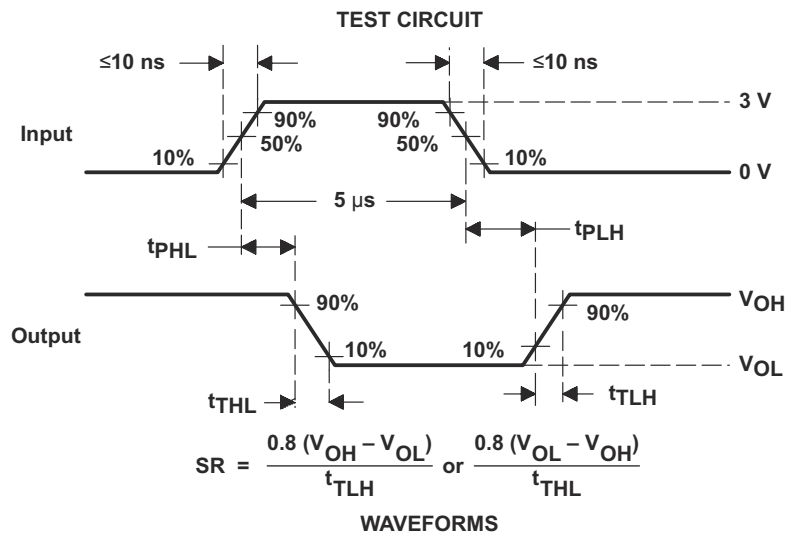 TEST CIRCUIT
≤10 ns ≤10 ns
3 V
90% 90%
Input 50% 50%
10% 10%
0 V
5 µs
tPHL tPLH
VOH
90% 90%
Output
10% 10%
VOL
tTHL tTLH
SR = 0.8 (VOH – VOL) / tTLH or 0.8 (VOL – VOH) / tTHL
WAVEFORMS